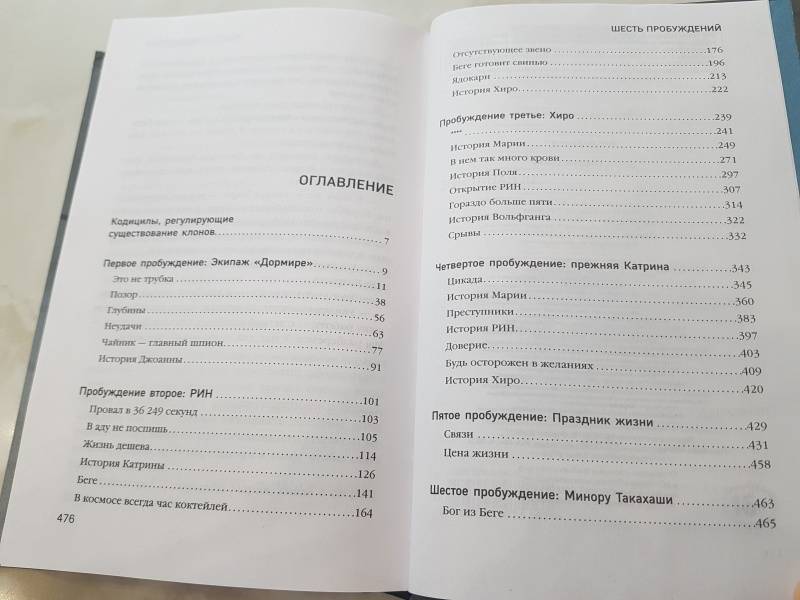 ОГЛАВЛЕНИЕ
Кодицилы, регулирующие
существование клонов 7
Первое пробуждение: Экипаж «Дормире» 9
Это не трубка 11
Позор 38
Глубины 56
Неудачи 63
Чайник — главный шпион 77
История Джоанны 91
Пробуждение второе: РИН 101
Провал в 36 249 секунд 103
В аду не поспишь 105
Жизнь дешева 114
История Катрины 126
Беге 141
В космосе всегда час коктейлей 164
476
ШЕСТЬ ПРОБУЖДЕНИЙ
Отсутствующее звено 176
Беге готовит свинью 196
Ядокари 213
История Хиро 222
Пробуждение третье: Хиро 239
**** 241
История Марии 249
В нем так много крови 271
История Поля 297
Открытие РИН 307
Гораздо больше пяти 314
История Вольфганга 322
Срывы 332
Четвертое пробуждение: прежняя Катрина 343
Цикада 345
История Марии 360
Преступники 383
История РИН 397
Доверие 403
Будь осторожен в желаниях 409
История Хиро 420
Пятое пробуждение: Праздник жизни 429
Связи 431
Цена жизни 458
Шестое пробуждение: Минору Такахаши 463
Бог из Беге 465